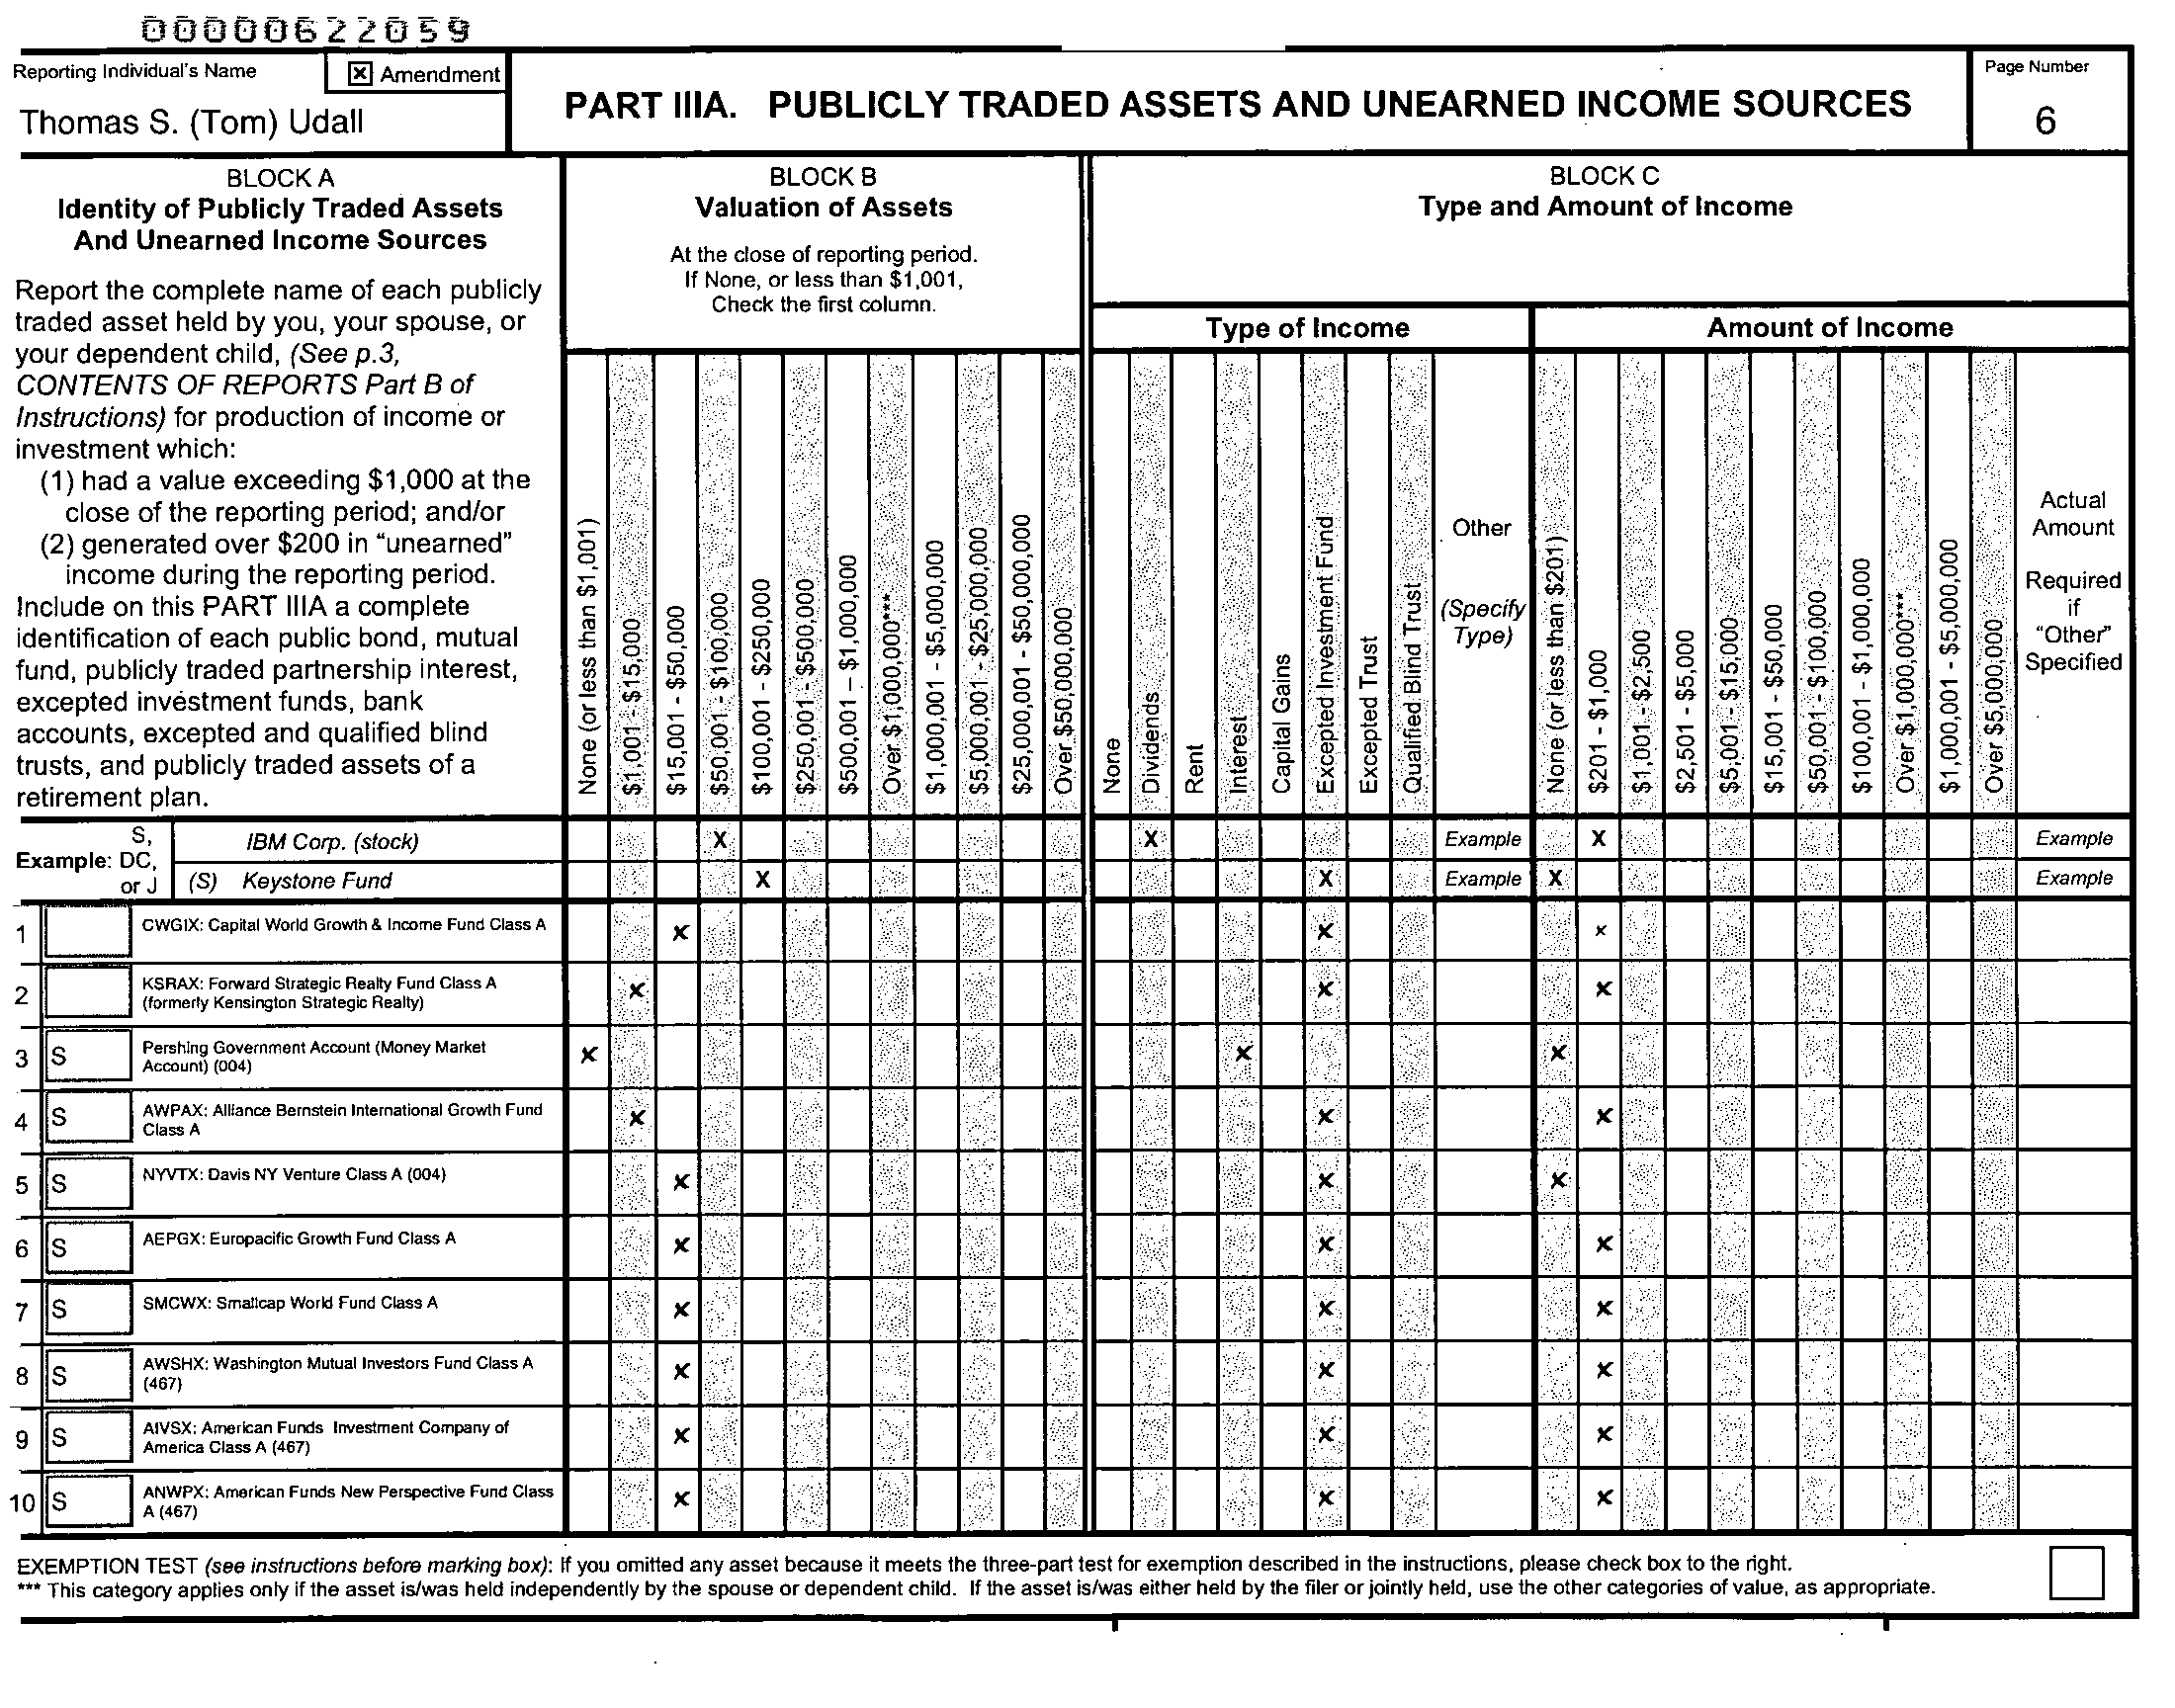 00000622059
Reporting Individual's Name
☒ Amendment
Thomas S. (Tom) Udall
PART IIIA. PUBLICLY TRADED ASSETS AND UNEARNED INCOME SOURCES
Page Number
6
BLOCK A
Identity of Publicly Traded Assets
And Unearned Income Sources
Report the complete name of each publicly
traded asset held by you, your spouse, or
your dependent child, (See p.3,
CONTENTS OF REPORTS Part B of
Instructions) for production of income or
investment which:
(1) had a value exceeding $1,000 at the
close of the reporting period; and/or
(2) generated over $200 in “unearned”
income during the reporting period.
Include on this PART IIIA a complete
identification of each public bond, mutual
fund, publicly traded partnership interest,
excepted investment funds, bank
accounts, excepted and qualified blind
trusts, and publicly traded assets of a
retirement plan.
BLOCK B
Valuation of Assets
At the close of reporting period.
If None, or less than $1,001,
Check the first column.
BLOCK C
Type and Amount of Income
Type of Income
Amount of Income
None (or less than $1,001)
$1,001 - $15,000
$15,001 - $50,000
$50,001 - $100,000
$100,001 - $250,000
$250,001 - $500,000
$500,001 – $1,000,000
Over $1,000,000***
$1,000,001 - $5,000,000
$5,000,001 - $25,000,000
$25,000,001 - $50,000,000
Over $50,000,000
None
Dividends
Rent
Interest
Capital Gains
Excepted Investment Fund
Excepted Trust
Qualified Blind Trust
Other
(Specify
Type)
None (or less than $201)
$201 - $1,000
$1,001 - $2,500
$2,501 - $5,000
$5,001 - $15,000
$15,001 - $50,000
$50,001 - $100,000
$100,001 - $1,000,000
Over $1,000,000***
$1,000,001 - $5,000,000
Over $5,000,000
Actual
Amount
Required
if
“Other”
Specified
Example: S, DC, or J
IBM Corp. (stock) X X Example X Example
(S) Keystone Fund X X Example X Example
1 CWGIX: Capital World Growth & Income Fund Class A x x x
2 KSRAX: Forward Strategic Realty Fund Class A
(formerly Kensington Strategic Realty) x x x
3 S Pershing Government Account (Money Market
Account) (004) x x x
4 S AWPAX: Alliance Bernstein International Growth Fund
Class A x x x
5 S NYVTX: Davis NY Venture Class A (004) x x x
6 S AEPGX: Europacific Growth Fund Class A x x x
7 S SMCWX: Smallcap World Fund Class A x x x
8 S AWSHX: Washington Mutual Investors Fund Class A
(467) x x x
9 S AIVSX: American Funds Investment Company of
America Class A (467) x x x
10 S ANWPX: American Funds New Perspective Fund Class
A (467) x x x
EXEMPTION TEST (see instructions before marking box): If you omitted any asset because it meets the three-part test for exemption described in the instructions, please check box to the right.
*** This category applies only if the asset is/was held independently by the spouse or dependent child. If the asset is/was either held by the filer or jointly held, use the other categories of value, as appropriate.